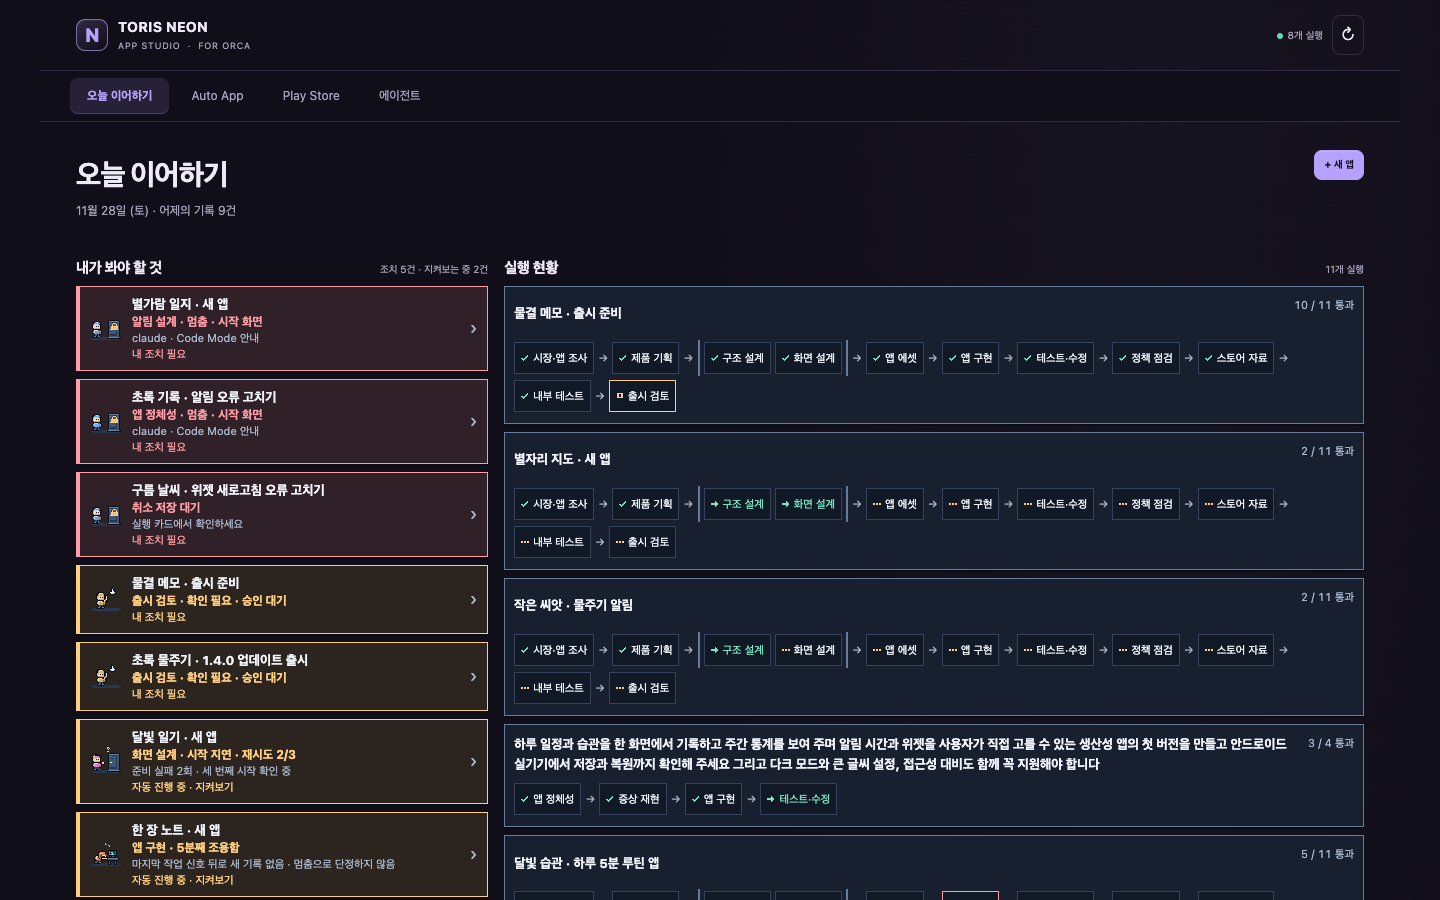 N
TORIS NEON
APP STUDIO · FOR ORCA
8개 실행
오늘 이어하기
Auto App
Play Store
에이전트
오늘 이어하기
+ 새 앱
11월 28일 (토) · 어제의 기록 9건
내가 봐야 할 것
조치 5건 · 지켜보는 중 2건
별가람 일지 · 새 앱
알림 설계 · 멈춤 · 시작 화면
claude · Code Mode 안내
내 조치 필요
초록 기록 · 알림 오류 고치기
앱 정체성 · 멈춤 · 시작 화면
claude · Code Mode 안내
내 조치 필요
구름 날씨 · 위젯 새로고침 오류 고치기
취소 저장 대기
실행 카드에서 확인하세요
내 조치 필요
물결 메모 · 출시 준비
출시 검토 · 확인 필요 · 승인 대기
내 조치 필요
초록 물주기 · 1.4.0 업데이트 출시
출시 검토 · 확인 필요 · 승인 대기
내 조치 필요
달빛 일기 · 새 앱
화면 설계 · 시작 지연 · 재시도 2/3
준비 실패 2회 · 세 번째 시작 확인 중
자동 진행 중 · 지켜보기
한 장 노트 · 새 앱
앱 구현 · 5분째 조용함
마지막 작업 신호 뒤로 새 기록 없음 · 멈춤으로 단정하지 않음
자동 진행 중 · 지켜보기
실행 현황
11개 실행
물결 메모 · 출시 준비
10 / 11 통과
✓ 시장·앱 조사 → ✓ 제품 기획 → ✓ 구조 설계 ✓ 화면 설계 → ✓ 앱 에셋 → ✓ 앱 구현 → ✓ 테스트·수정 → ✓ 정책 점검 → ✓ 스토어 자료 →
✓ 내부 테스트 → 출시 검토
별자리 지도 · 새 앱
2 / 11 통과
✓ 시장·앱 조사 → ✓ 제품 기획 → → 구조 설계 → 화면 설계 → ··· 앱 에셋 → ··· 앱 구현 → ··· 테스트·수정 → ··· 정책 점검 → ··· 스토어 자료 →
··· 내부 테스트 → ··· 출시 검토
작은 씨앗 · 물주기 알림
2 / 11 통과
✓ 시장·앱 조사 → ✓ 제품 기획 → → 구조 설계 ··· 화면 설계 → ··· 앱 에셋 → ··· 앱 구현 → ··· 테스트·수정 → ··· 정책 점검 → ··· 스토어 자료 →
··· 내부 테스트 → ··· 출시 검토
하루 일정과 습관을 한 화면에서 기록하고 주간 통계를 보여 주며 알림 시간과 위젯을 사용자가 직접 고를 수 있는 생산성 앱의 첫 버전을 만들고 안드로이드
실기기에서 저장과 복원까지 확인해 주세요 그리고 다크 모드와 큰 글씨 설정, 접근성 대비도 함께 꼭 지원해야 합니다
3 / 4 통과
✓ 앱 정체성 → ✓ 증상 재현 → ✓ 앱 구현 → → 테스트·수정
달빛 습관 · 하루 5분 루틴 앱
5 / 11 통과